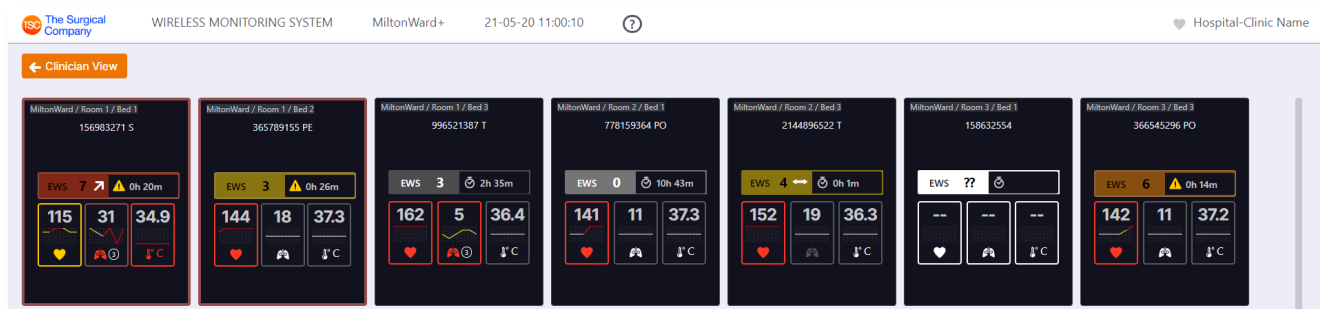 TSC The Surgical Company WIRELESS MONITORING SYSTEM MiltonWard+ 21-05-20 11:00:10 ? Hospital-Clinic Name
Clinician View
MiltonWard / Room 1 / Bed 1
156983271 S
EWS 7 0h 20m
115 31 34.9
3 °C
MiltonWard / Room 1 / Bed 2
365789155 PE
EWS 3 0h 26m
144 18 37.3
°C
MiltonWard / Room 1 / Bed 3
996521387 T
EWS 3 2h 35m
162 5 36.4
3 °C
MiltonWard / Room 2 / Bed 1
778159364 PO
EWS 0 10h 43m
141 11 37.3
°C
MiltonWard / Room 2 / Bed 3
2144896522 T
EWS 4 0h 1m
152 19 36.3
°C
MiltonWard / Room 3 / Bed 1
158632554
EWS ??
-- -- --
°C
MiltonWard / Room 3 / Bed 3
366545296 PO
EWS 6 0h 14m
142 11 37.2
°C